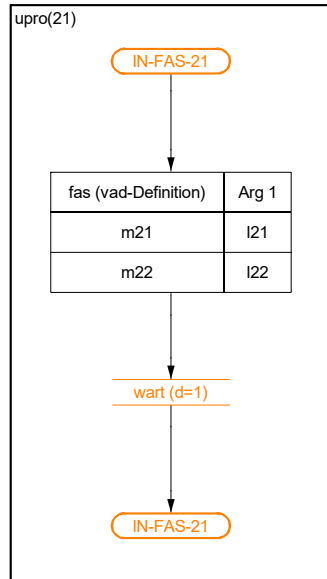 upro(21)
IN-FAS-21
fas (vad-Definition) Arg 1
m21 l21
m22 l22
wart (d=1)
IN-FAS-21